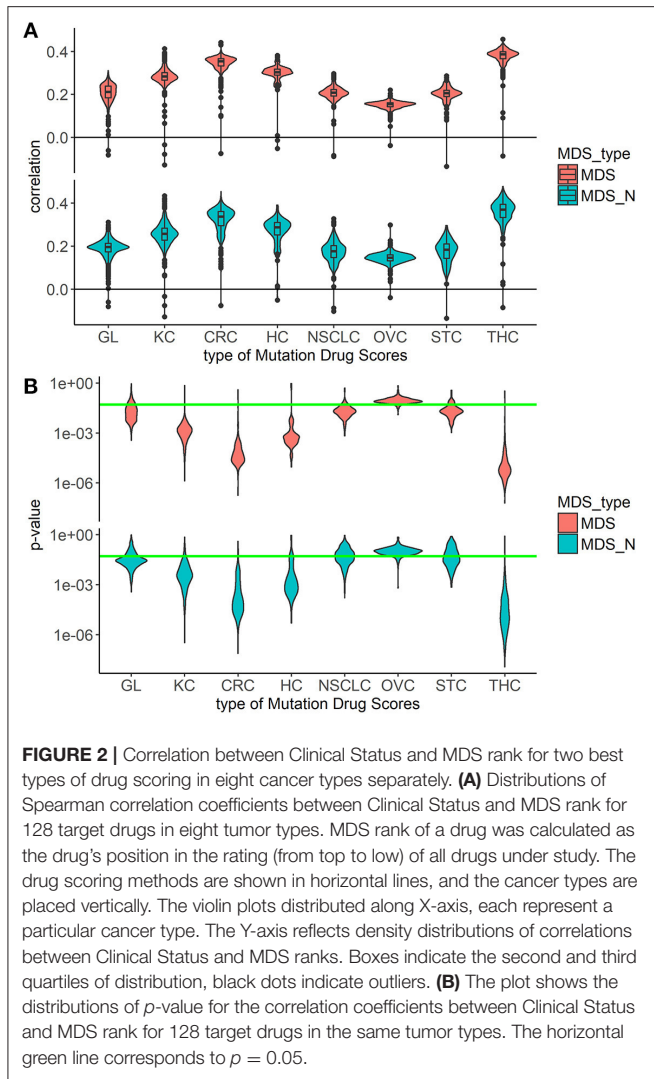 A
0.4
0.2
0.0
0.4
0.2
0.0
correlation
GL KC CRC HC NSCLC OVC STC THC
type of Mutation Drug Scores
MDS_type
MDS
MDS_N
B
1e+00
1e-03
1e-06
1e+00
1e-03
1e-06
p-value
GL KC CRC HC NSCLC OVC STC THC
type of Mutation Drug Scores
MDS_type
MDS
MDS_N
FIGURE 2 | Correlation between Clinical Status and MDS rank for two best
types of drug scoring in eight cancer types separately. (A) Distributions of
Spearman correlation coefficients between Clinical Status and MDS rank for
128 target drugs in eight tumor types. MDS rank of a drug was calculated as
the drug's position in the rating (from top to low) of all drugs under study. The
drug scoring methods are shown in horizontal lines, and the cancer types are
placed vertically. The violin plots distributed along X-axis, each represent a
particular cancer type. The Y-axis reflects density distributions of correlations
between Clinical Status and MDS ranks. Boxes indicate the second and third
quartiles of distribution, black dots indicate outliers. (B) The plot shows the
distributions of p-value for the correlation coefficients between Clinical Status
and MDS rank for 128 target drugs in the same tumor types. The horizontal
green line corresponds to p = 0.05.